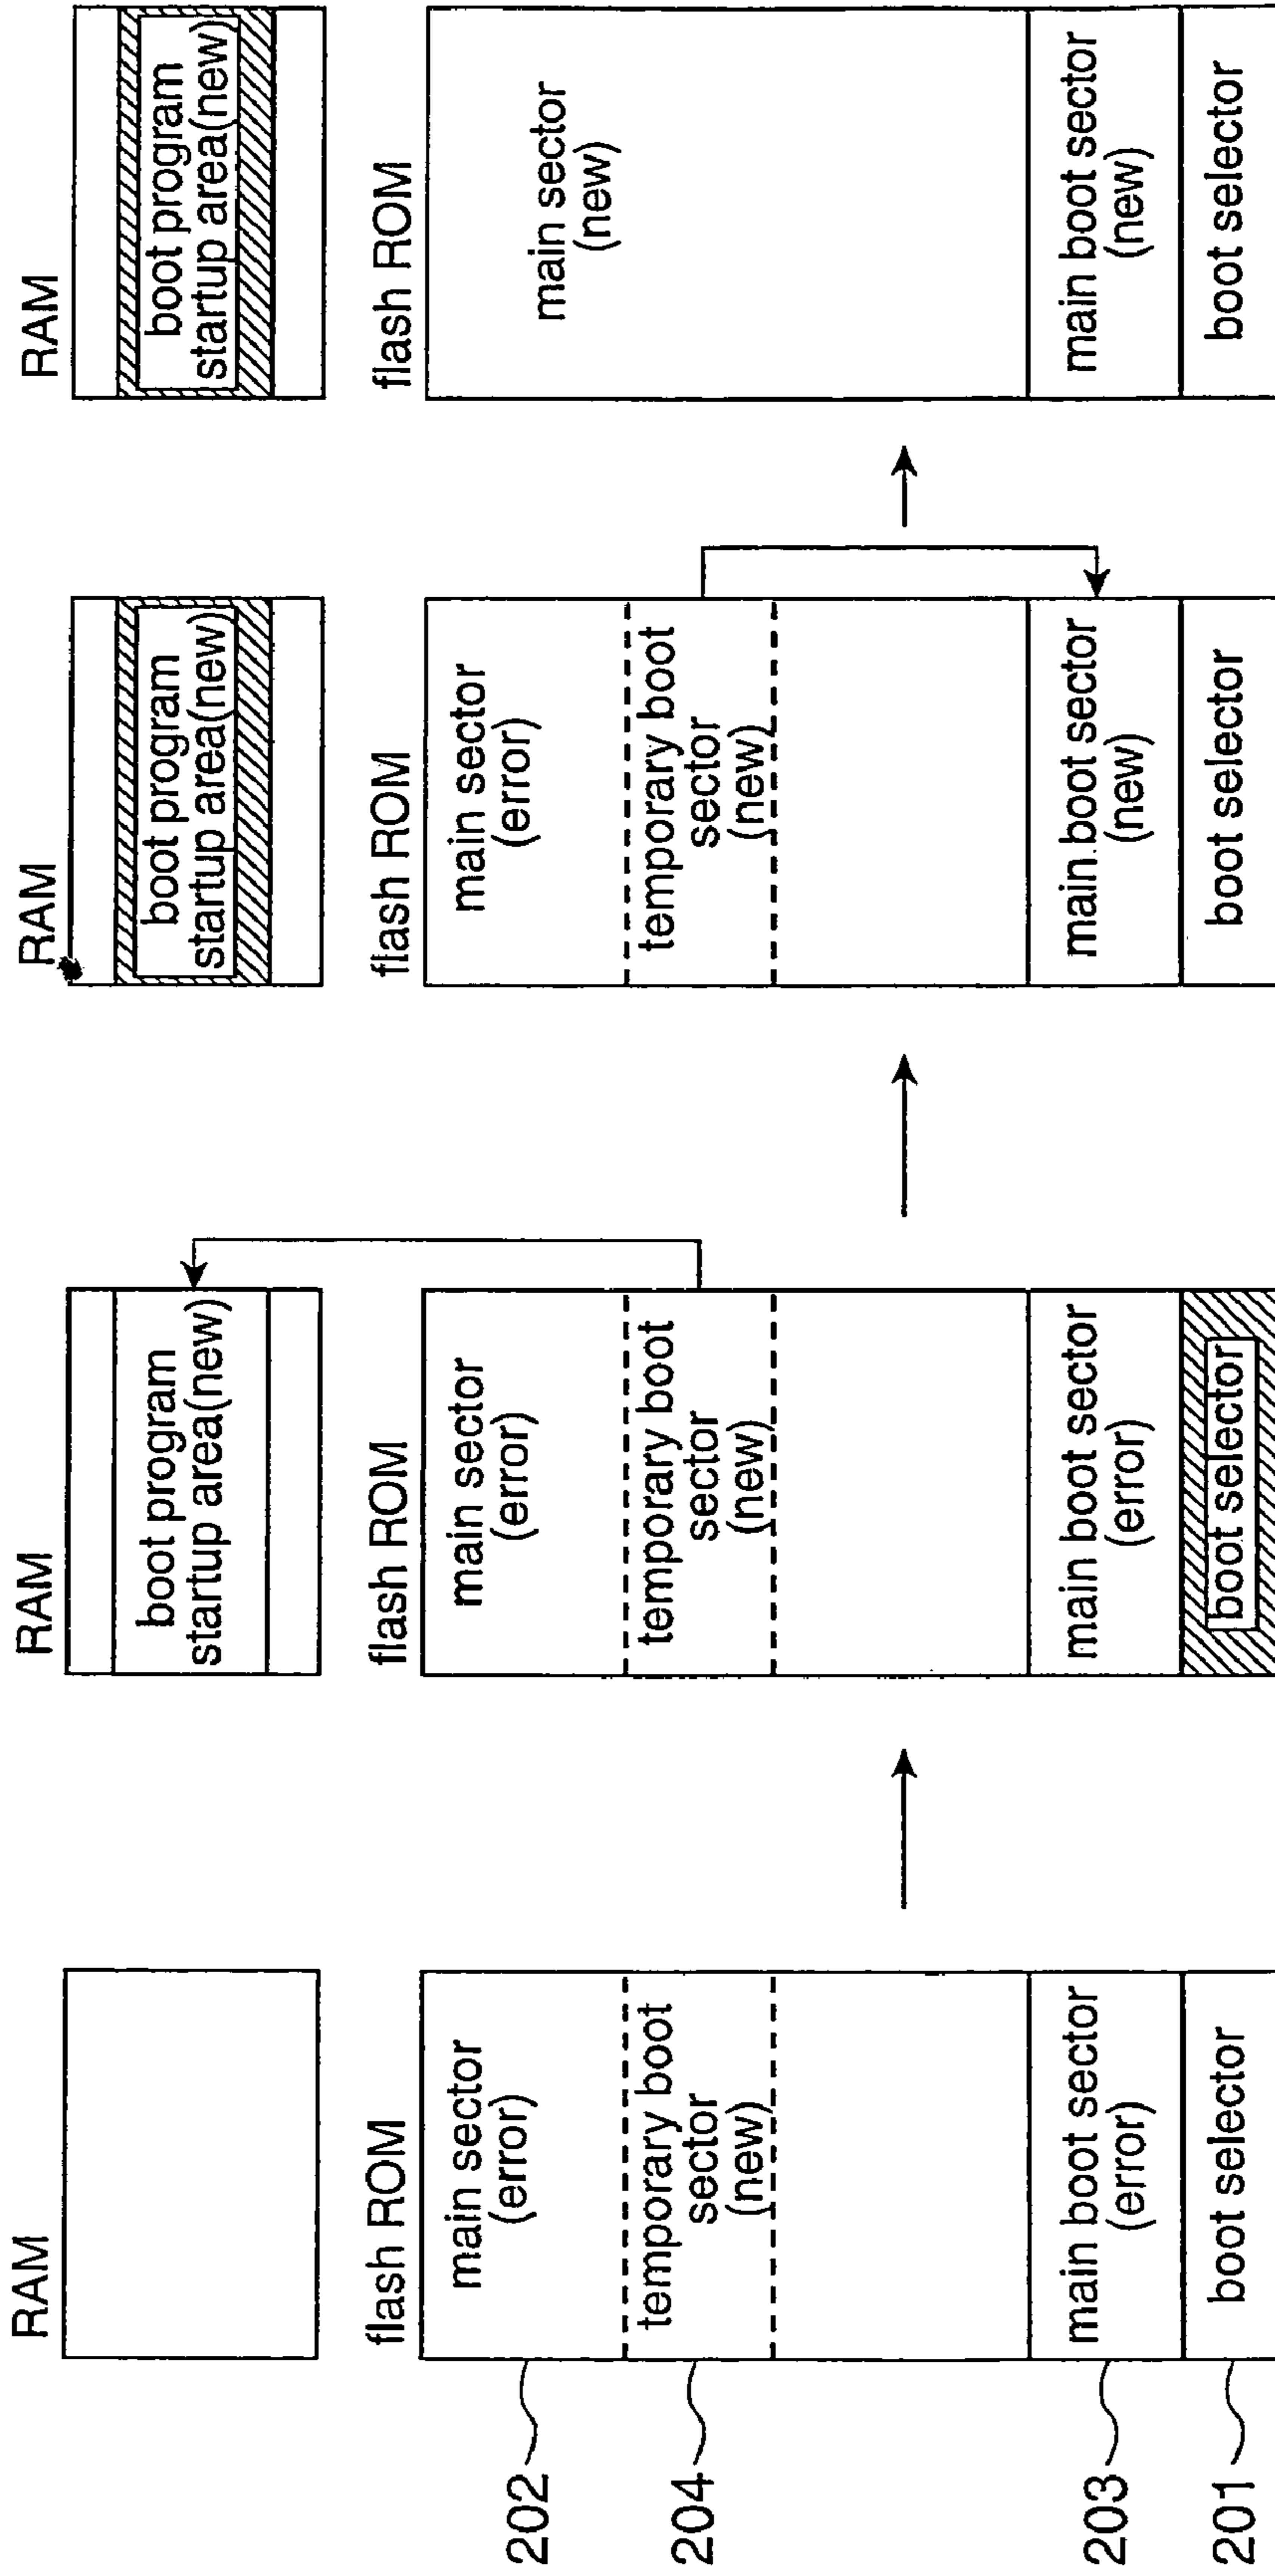 RAM
flash ROM
main sector
(error)
temporary boot
sector
(new)
main boot sector
(error)
boot selector
202
204
203
201
RAM
boot program
startup area(new)
flash ROM
main sector
(error)
temporary boot
sector
(new)
main boot sector
(error)
boot selector
RAM
boot program
startup area(new)
flash ROM
main sector
(error)
temporary boot
sector
(new)
main boot sector
(new)
boot selector
RAM
boot program
startup area(new)
flash ROM
main sector
(new)
main boot sector
(new)
boot selector